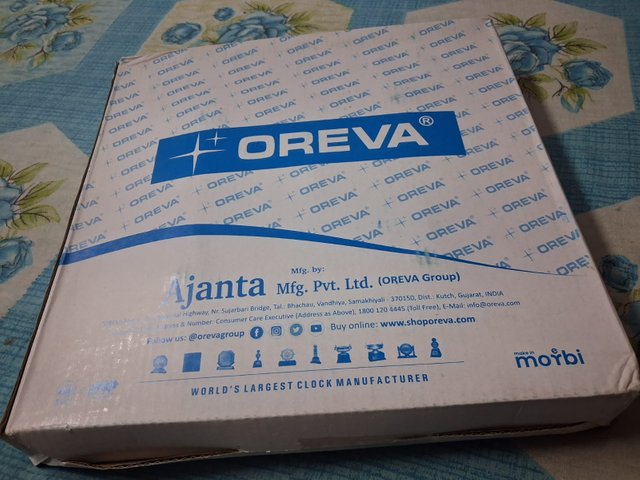 OREVA®
Mfg. by:
Ajanta Mfg. Pvt. Ltd. (OREVA Group)
Highway, Nr. Surjabari Bridge, Tal.: Bhachau, Vandhiya, Samakhiyali - 370150, Dist.: Kutch, Gujarat, INDIA
& Number: Consumer Care Executive (Address as Above), 1800 120 4445 (Toll Free), E-Mail: info@oreva.com
Follow us: @orevagroup Buy online: www.shoporeva.com
make in
morbi
WORLD'S LARGEST CLOCK MANUFACTURER